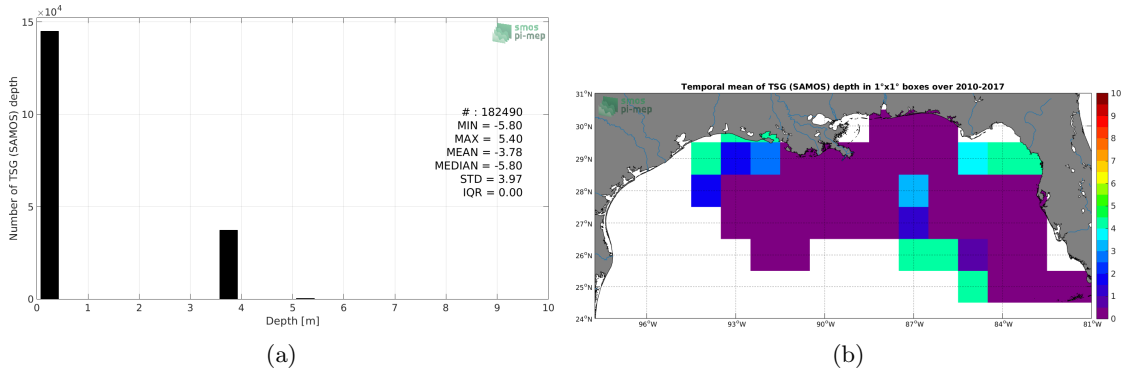 ×10⁴
15
10
5
0
Number of TSG (SAMOS) depth
smos
pi-mep
# : 182490
MIN = -5.80
MAX = 5.40
MEAN = -3.78
MEDIAN = -5.80
STD = 3.97
IQR = 0.00
0 1 2 3 4 5 6 7 8 9 10
Depth [m]
(a)
Temporal mean of TSG (SAMOS) depth in 1°x1° boxes over 2010-2017
smos
pi-mep
31°N
30°N
29°N
28°N
27°N
26°N
25°N
24°N
96°W 93°W 90°W 87°W 84°W 81°W
10
9
8
7
6
5
4
3
2
1
0
(b)